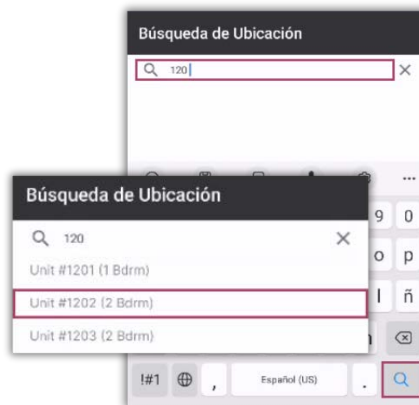 Búsqueda de Ubicación
120
9 0
o p
l ñ
!#1 , Español (US) .
Búsqueda de Ubicación
120
Unit #1201 (1 Bdrm)
Unit #1202 (2 Bdrm)
Unit #1203 (2 Bdrm)